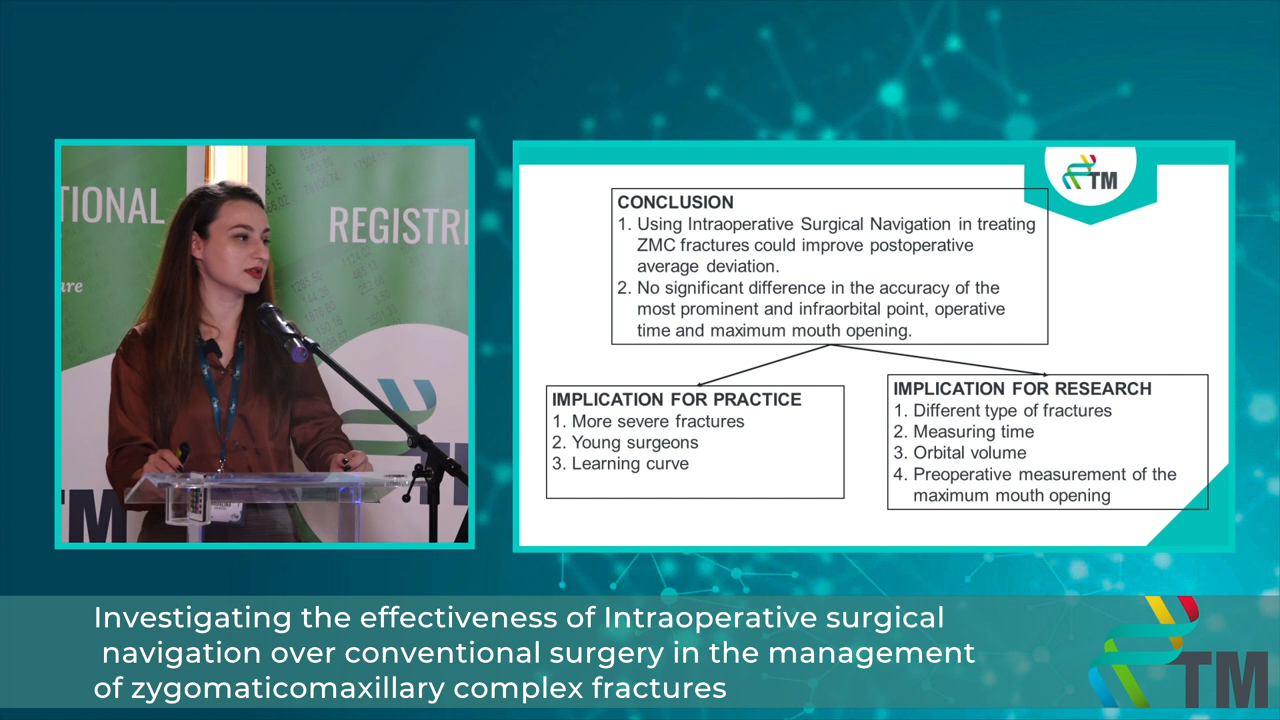 TIONAL
REGISTRI
ure
TM
TM
CONCLUSION
1. Using Intraoperative Surgical Navigation in treating
ZMC fractures could improve postoperative
average deviation.
2. No significant difference in the accuracy of the
most prominent and infraorbital point, operative
time and maximum mouth opening.
IMPLICATION FOR PRACTICE
1. More severe fractures
2. Young surgeons
3. Learning curve
IMPLICATION FOR RESEARCH
1. Different type of fractures
2. Measuring time
3. Orbital volume
4. Preoperative measurement of the
maximum mouth opening
Investigating the effectiveness of Intraoperative surgical
navigation over conventional surgery in the management
of zygomaticomaxillary complex fractures
TM